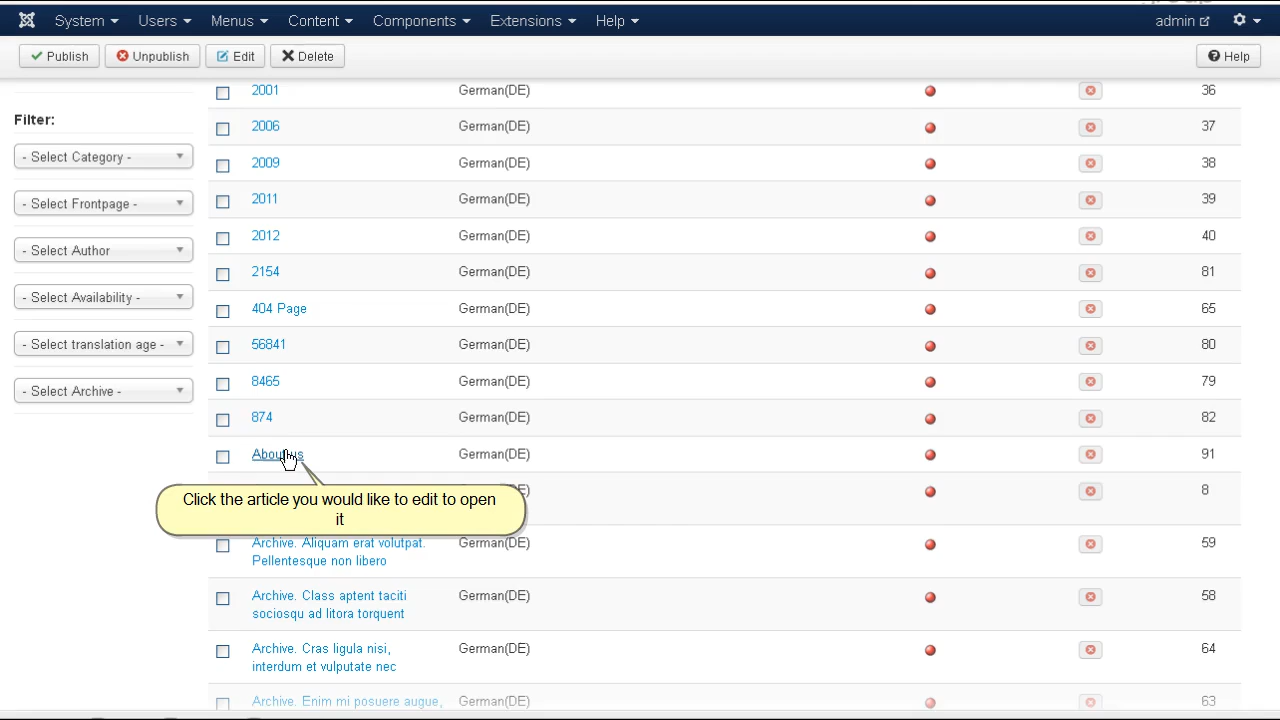 System Users Menus Content Components Extensions Help admin
Publish Unpublish Edit Delete Help
Filter:
- Select Category -
- Select Frontpage -
- Select Author
- Select Availability -
- Select translation age -
- Select Archive -
2001 German(DE) 36
2006 German(DE) 37
2009 German(DE) 38
2011 German(DE) 39
2012 German(DE) 40
2154 German(DE) 81
404 Page German(DE) 65
56841 German(DE) 80
8465 German(DE) 79
874 German(DE) 82
About us German(DE) 91
Click the article you would like to edit to open
it
8
Archive. Aliquam erat volutpat. German(DE) 59
Pellentesque non libero
Archive. Class aptent taciti German(DE) 58
sociosqu ad litora torquent
Archive. Cras ligula nisi, German(DE) 64
interdum et vulputate nec
Archive. Enim mi posuere augue, German(DE) 63